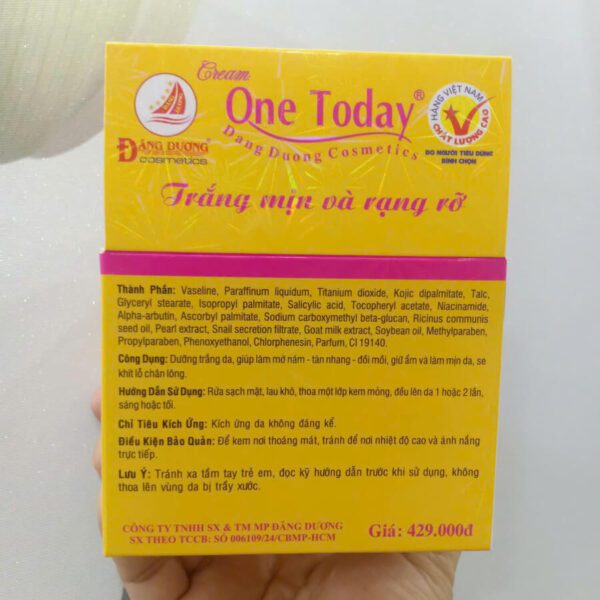 Cream
One Today®
Dang Duong Cosmetics
ĐĂNG DƯƠNG®
cosmetics
HÀNG VIỆT NAM
CHẤT LƯỢNG CAO
DO NGƯỜI TIÊU DÙNG
BÌNH CHỌN
Trắng mịn và rạng rỡ
Thành Phần: Vaseline, Paraffinum liquidum, Titanium dioxide, Kojic dipalmitate, Talc,
Glyceryl stearate, Isopropyl palmitate, Salicylic acid, Tocopheryl acetate, Niacinamide,
Alpha-arbutin, Ascorbyl palmitate, Sodium carboxymethyl beta-glucan, Ricinus communis
seed oil, Pearl extract, Snail secretion filtrate, Goat milk extract, Soybean oil, Methylparaben,
Propylparaben, Phenoxyethanol, Chlorphenesin, Parfum, CI 19140.
Công Dụng: Dưỡng trắng da, giúp làm mờ nám - tàn nhang - đồi mồi, giữ ẩm và làm mịn da, se
khít lỗ chân lông.
Hướng Dẫn Sử Dụng: Rửa sạch mặt, lau khô, thoa một lớp kem mỏng, đều lên da 1 hoặc 2 lần,
sáng hoặc tối.
Chỉ Tiêu Kích Ứng: Kích ứng da không đáng kể.
Điều Kiện Bảo Quản: Để kem nơi thoáng mát, tránh để nơi nhiệt độ cao và ánh nắng
trực tiếp.
Lưu Ý: Tránh xa tầm tay trẻ em, đọc kỹ hướng dẫn trước khi sử dụng, không
thoa lên vùng da bị trầy xước.
CÔNG TY TNHH SX & TM MP ĐĂNG DƯƠNG
SX THEO TCCB: SỐ 006109/24/CBMP-HCM
Giá: 429.000đ